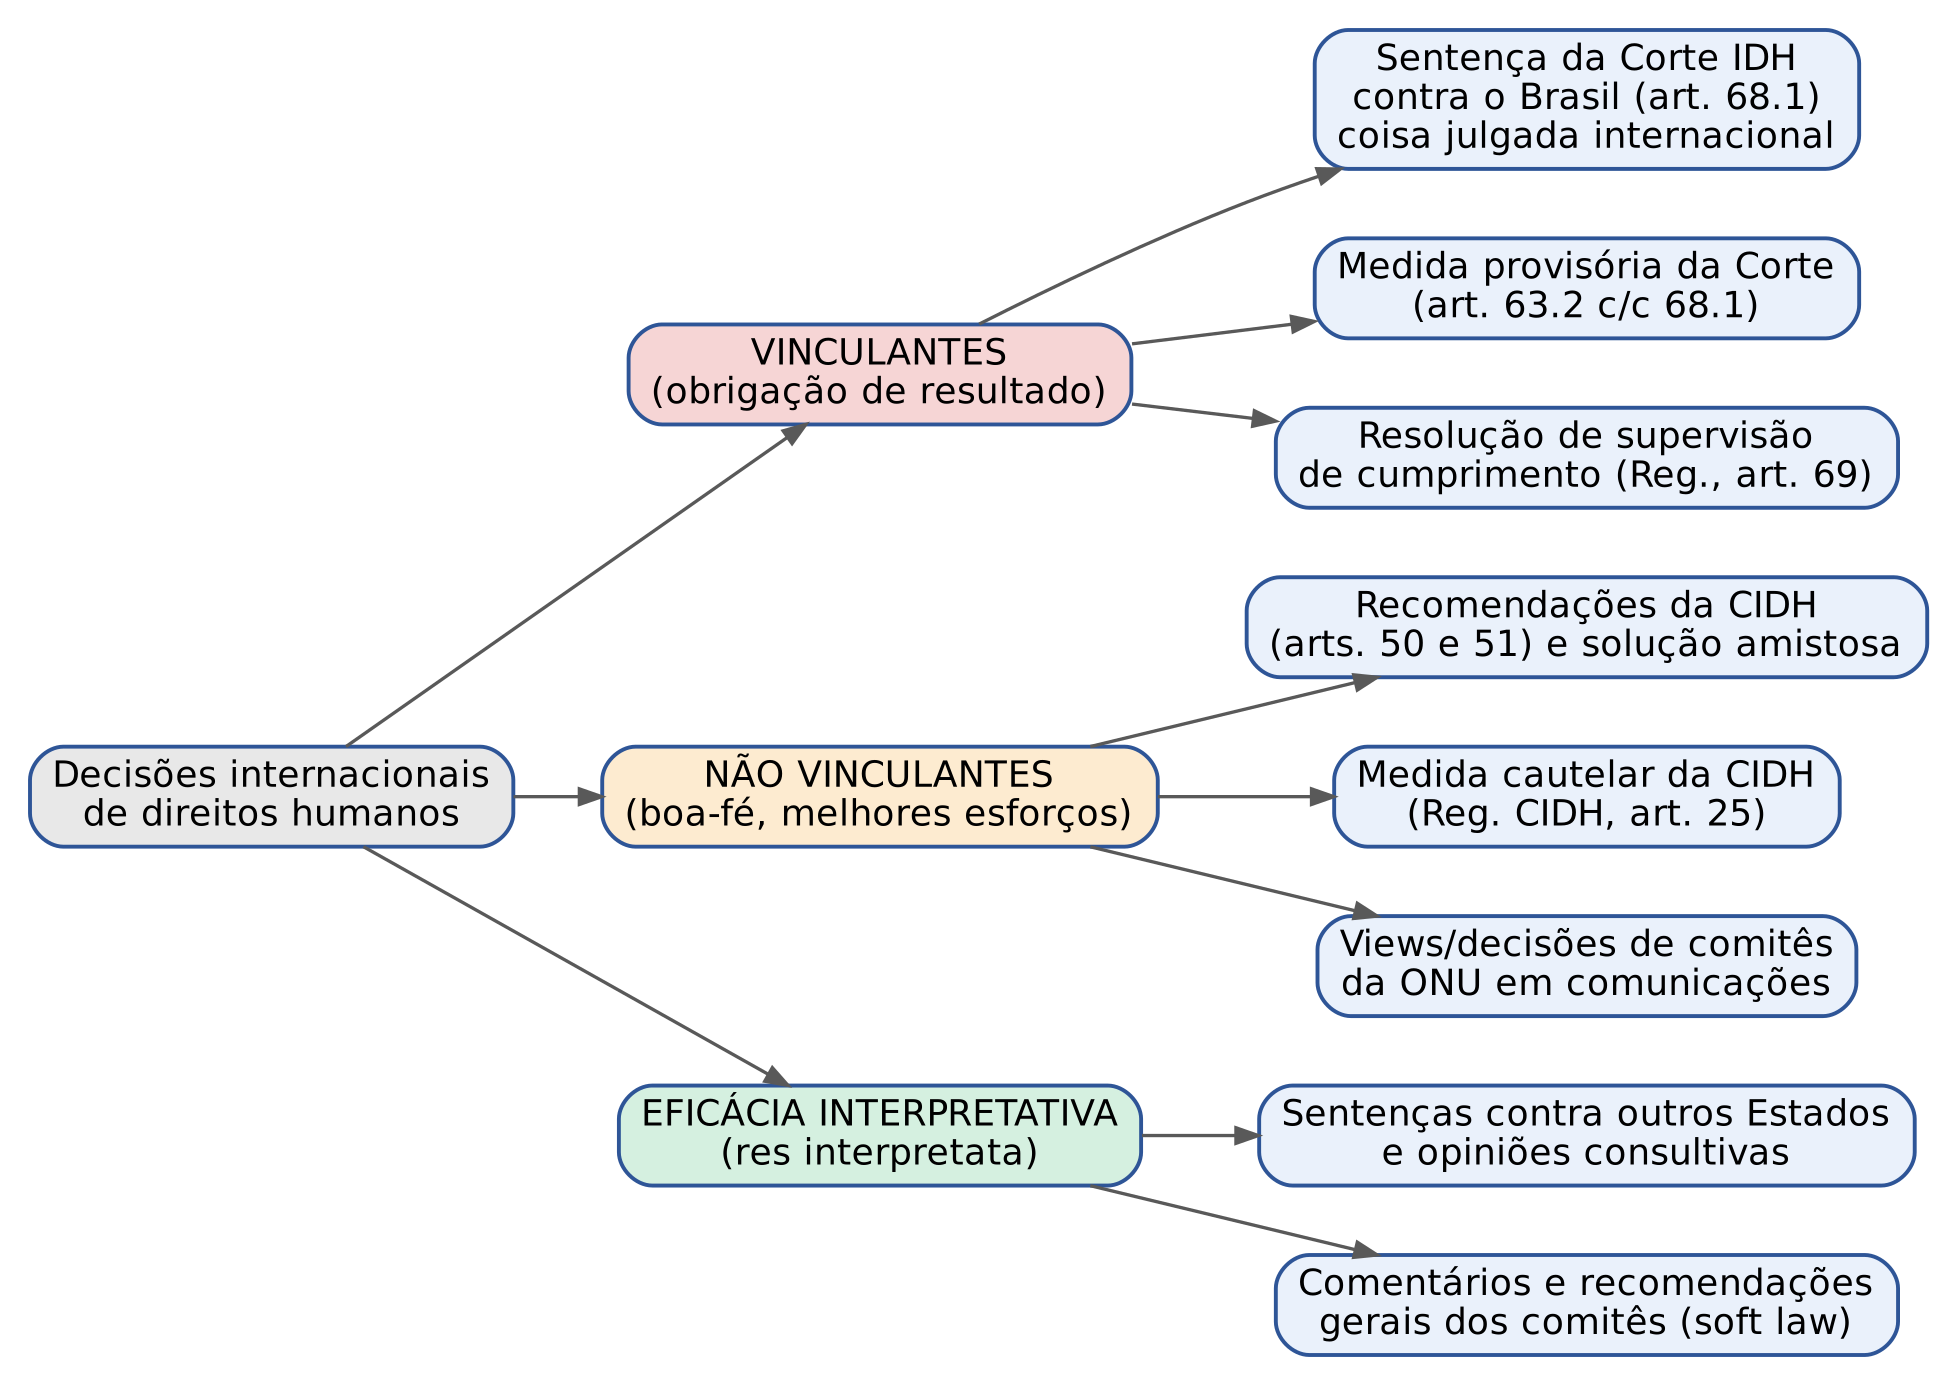 Decisões internacionais
de direitos humanos
VINCULANTES
(obrigação de resultado)
Sentença da Corte IDH
contra o Brasil (art. 68.1)
coisa julgada internacional
Medida provisória da Corte
(art. 63.2 c/c 68.1)
Resolução de supervisão
de cumprimento (Reg., art. 69)
NÃO VINCULANTES
(boa-fé, melhores esforços)
Recomendações da CIDH
(arts. 50 e 51) e solução amistosa
Medida cautelar da CIDH
(Reg. CIDH, art. 25)
Views/decisões de comitês
da ONU em comunicações
EFICÁCIA INTERPRETATIVA
(res interpretata)
Sentenças contra outros Estados
e opiniões consultivas
Comentários e recomendações
gerais dos comitês (soft law)